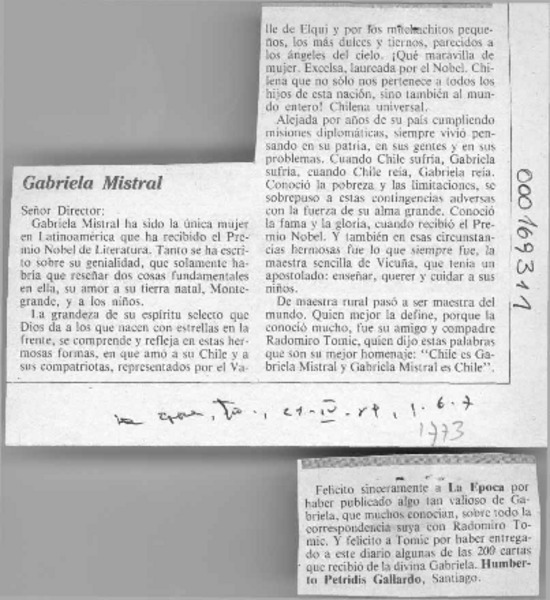 Gabriela Mistral
Señor Director:
Gabriela Mistral ha sido la única mujer
en Latinoamérica que ha recibido el Pre-
mio Nobel de Literatura. Tanto se ha escri-
to sobre su genialidad, que solamente ha-
bría que reseñar dos cosas fundamentales
en ella, su amor a su tierra natal, Monte-
grande, y a los niños.
La grandeza de su espíritu selecto que
Dios da a los que nacen con estrellas en la
frente, se comprende y refleja en estas her-
mosas formas, en que amó a su Chile y a
sus compatriotas, representados por el Va-
lle de Elqui y por los muchachitos peque-
ños, los más dulces y tiernos, parecidos a
los ángeles del cielo. ¡Qué maravilla de
mujer. Excelsa, laureada por el Nobel. Chi-
lena que no sólo nos pertenece a todos los
hijos de esta nación, sino también al mun-
do entero! Chilena universal.
Alejada por años de su país cumpliendo
misiones diplomáticas, siempre vivió pen-
sando en su patria, en sus gentes y en sus
problemas. Cuando Chile sufría, Gabriela
sufría, cuando Chile reía, Gabriela reía.
Conoció la pobreza y las limitaciones, se
sobrepuso a estas contingencias adversas
con la fuerza de su alma grande. Conoció
la fama y la gloria, cuando recibió el Pre-
mio Nobel. Y también en esas circunstan-
cias hermosas fue lo que siempre fue, la
maestra sencilla de Vicuña, que tenía un
apostolado: enseñar, querer y cuidar a sus
niños.
De maestra rural pasó a ser maestra del
mundo. Quien mejor la define, porque la
conoció mucho, fue su amigo y compadre
Radomiro Tomic, quien dijo estas palabras
que son su mejor homenaje: "Chile es Ga-
briela Mistral y Gabriela Mistral es Chile".
000169311
1773
Felicito sinceramente a La Epoca por
haber publicado algo tan valioso de Ga-
briela, que muchos conocían, sobre todo la
correspondencia suya con Radomiro To-
mic. Y felicito a Tomic por haber entrega-
do a este diario algunas de las 200 cartas
que recibió de la divina Gabriela. Humber-
to Petridis Gallardo, Santiago.